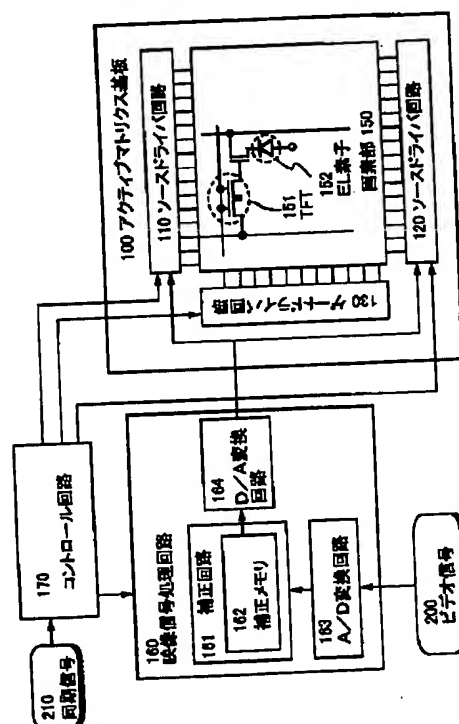 100 アクティブマトリクス基板
110 ソースドライバ回路
151
TFT
152
EL素子
画素部 150
120 ソースドライバ回路
130 ゲートドライバ
回路
170
コントロール回路
210
同期信号
160
映像信号処理回路
161 補正回路
162
補正メモリ
163
A/D変換回路
164
D/A変換
回路
200
ビデオ信号